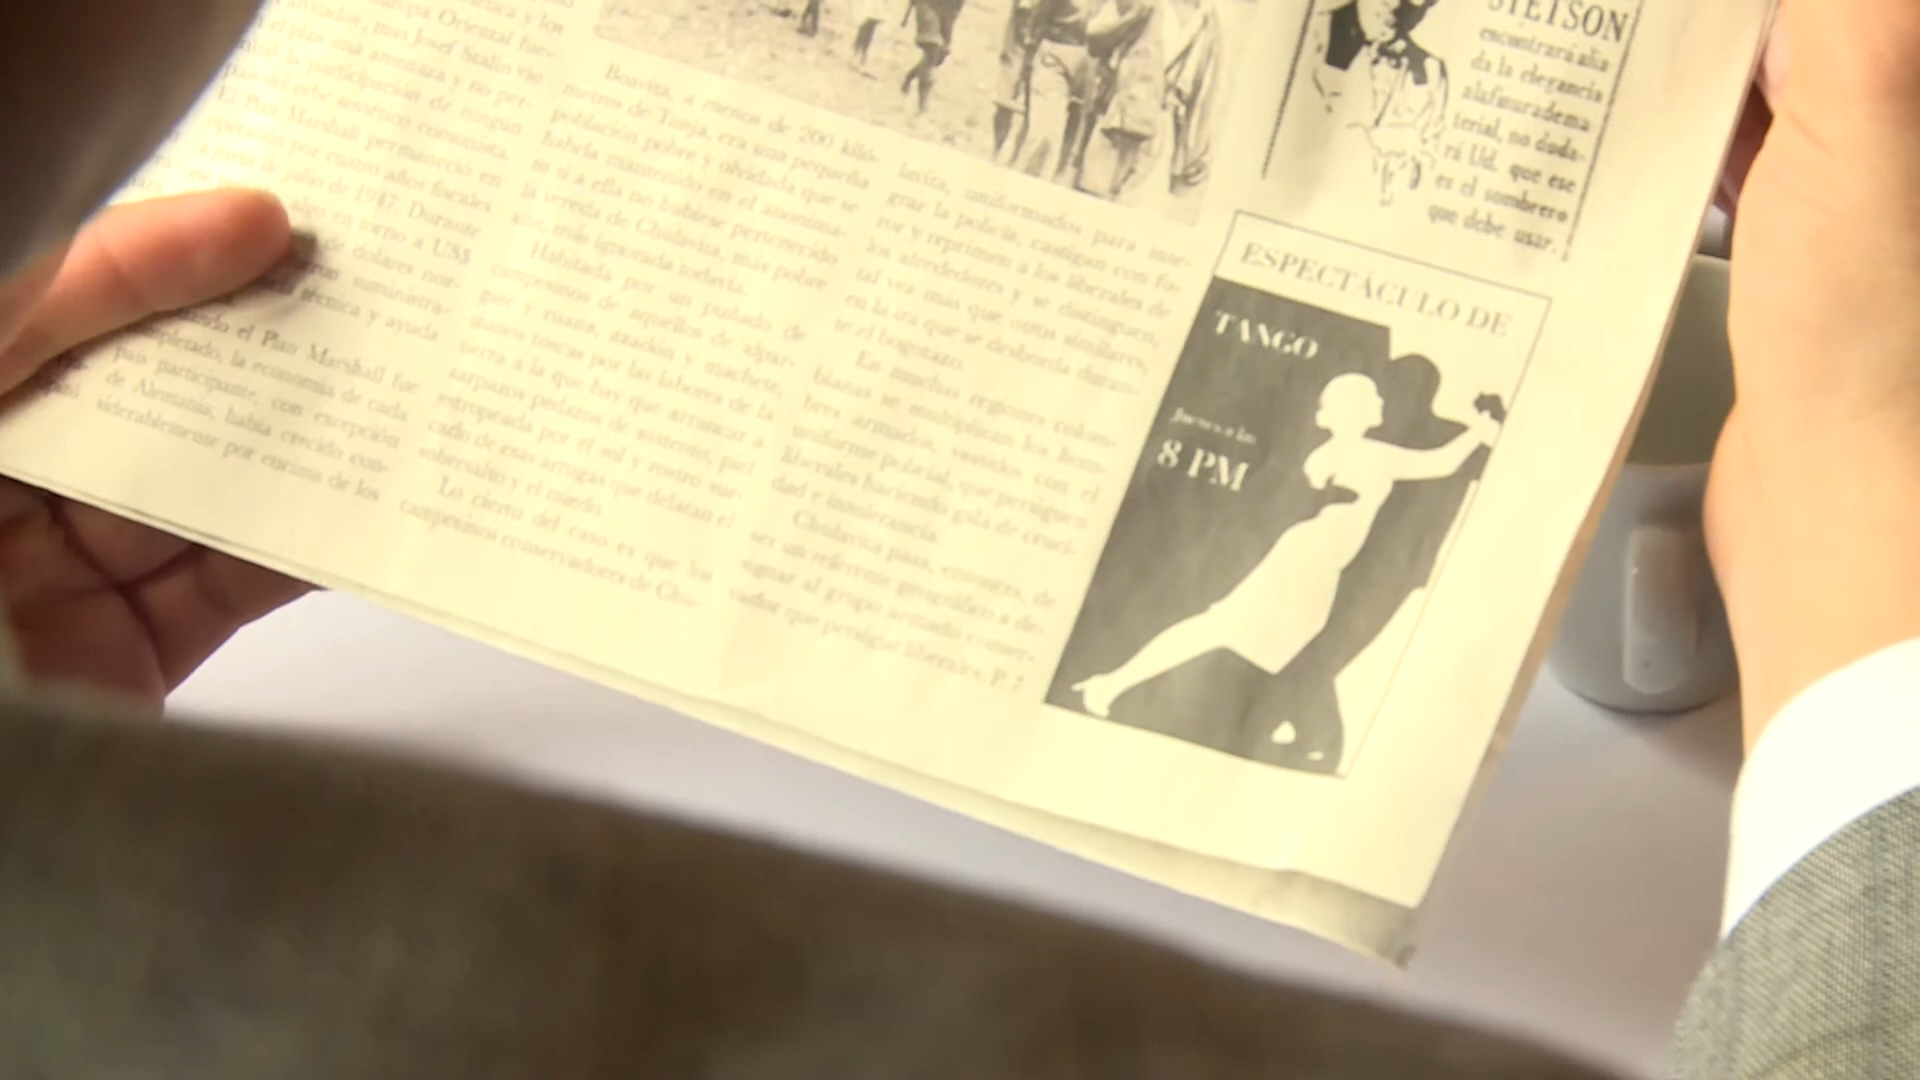 Europa Oriental fue-
mas Josef Stalin vio
el plan una amenaza y no per-
la participación de ningún
soviético comunista.
El Plan Marshall permaneció en
operación por cuatro años fiscales
a partir de julio de 1947. Durante
algo en torno a US$
de dólares nor-
suministra-
técnica y ayuda
el Plan Marshall fue
completado, la economía de cada
país participante, con excepción
de Alemania, había crecido con-
siderablemente por encima de los
Boavita, a menos de 200 kiló-
metros de Tunja, era una pequeña
población pobre y olvidada que se
habría mantenido en el anonima-
to si a ella no hubiese pertenecido
la vereda de Chulavita, más pobre
aún, más ignorada todavía.
Habitada por un puñado de
campesinos de aquellos de alpar-
gate y ruana, azadón y machete,
manos toscas por las labores de la
tierra a la que hay que arrancar a
zarpazos pedazos de sustento, piel
estropeada por el sol y rostro sur-
cado de esas arrugas que delatan el
sobresalto y el miedo.
Lo cierto del caso es que los
campesinos conservadores de Chu-
lavita, uniformados para inte-
grar la policía, castigan con fu-
ror y reprimen a los liberales de
los alrededores y se distinguen,
tal vez más que otros similares,
en la ira que se desborda duran-
te el bogotazo.
En muchas regiones colom-
bianas se multiplican los hom-
bres armados, vestidos con el
uniforme policial, que persiguen
liberales haciendo gala de cruel-
dad e intolerancia.
Chulavita pasa, entonces, de
ser un referente geográfico a de-
signar al grupo armado conser-
vador que persigue liberales. P. 7
STETSON
encontrará alia-
da la elegancia
a la finura de ma
terial, no duda-
rá Ud. que ese
es el sombrero
que debe usar.
ESPECTÁCULO DE
TANGO
Jueves a las
8 PM